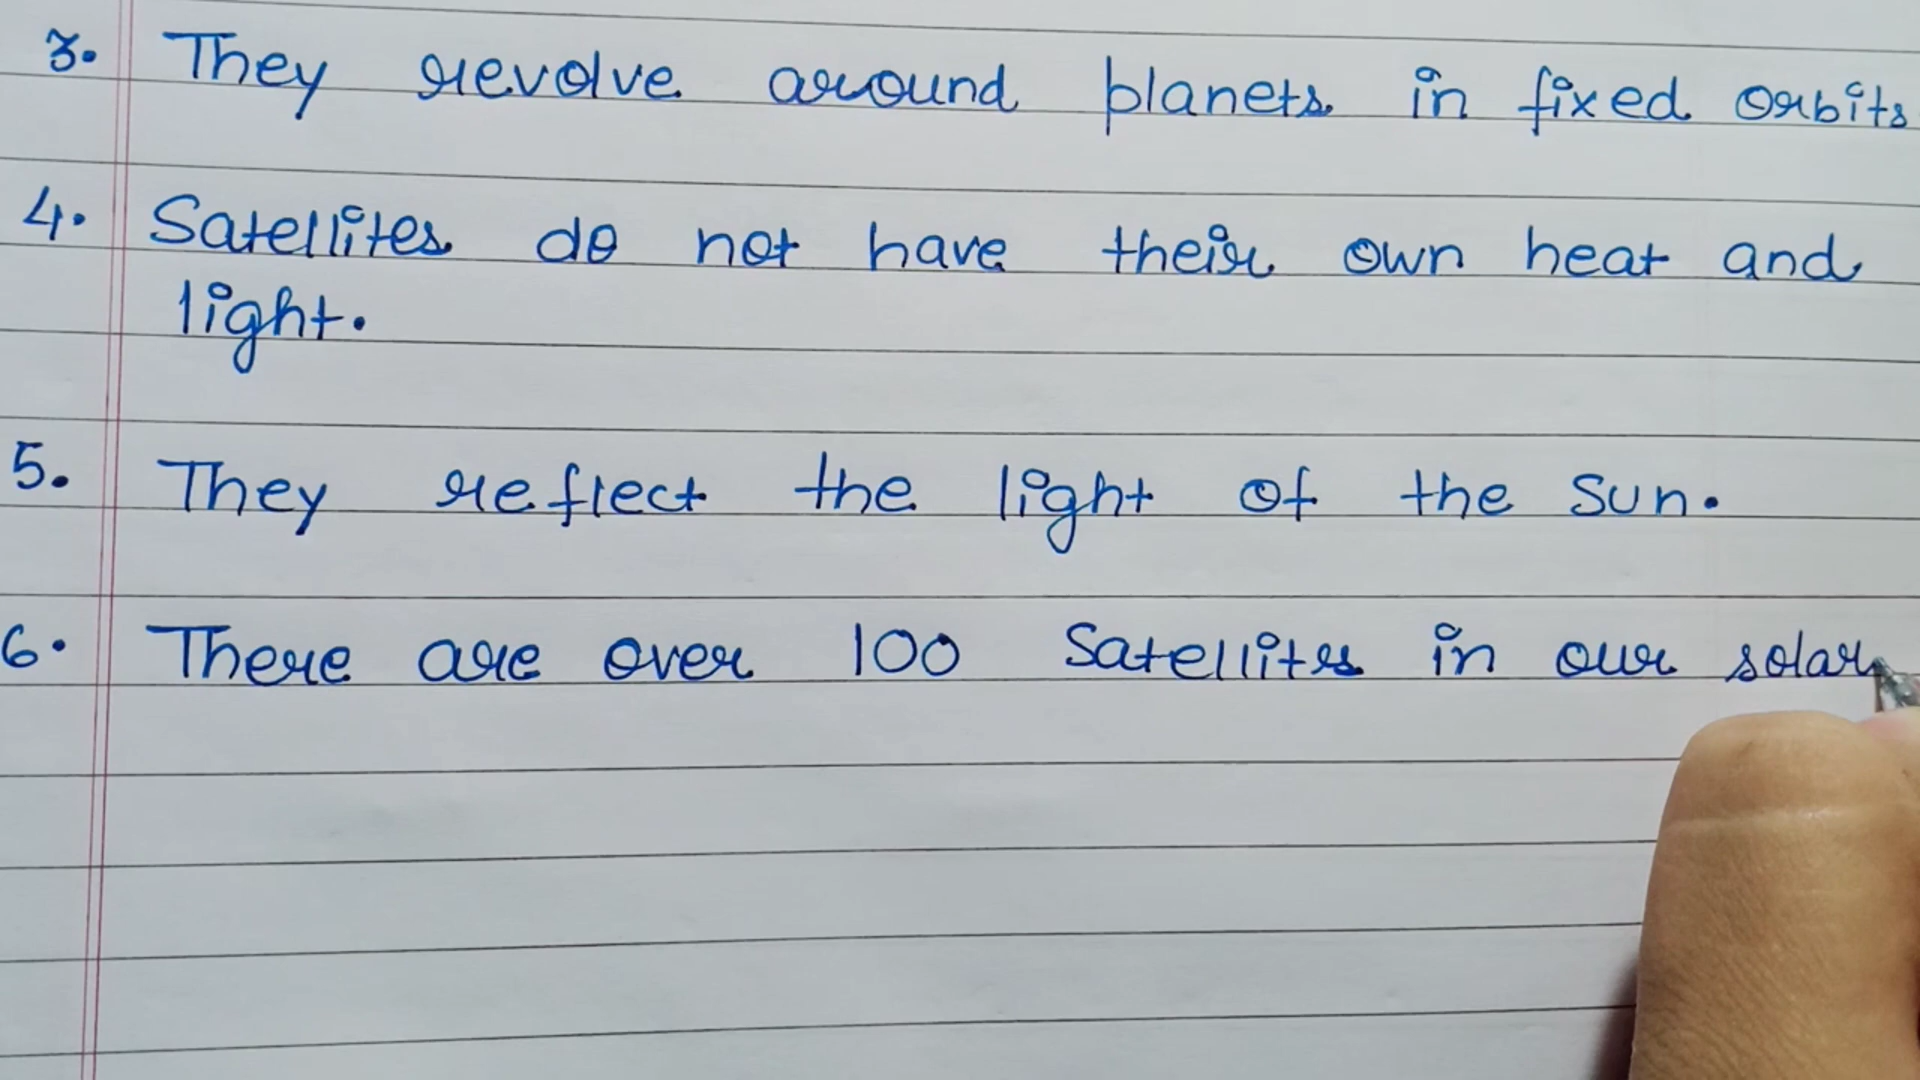 3. They revolve around planets in fixed orbits
4. Satellites do not have their own heat and
light.
5. They reflect the light of the sun.
6. There are over 100 Satellites in our solar